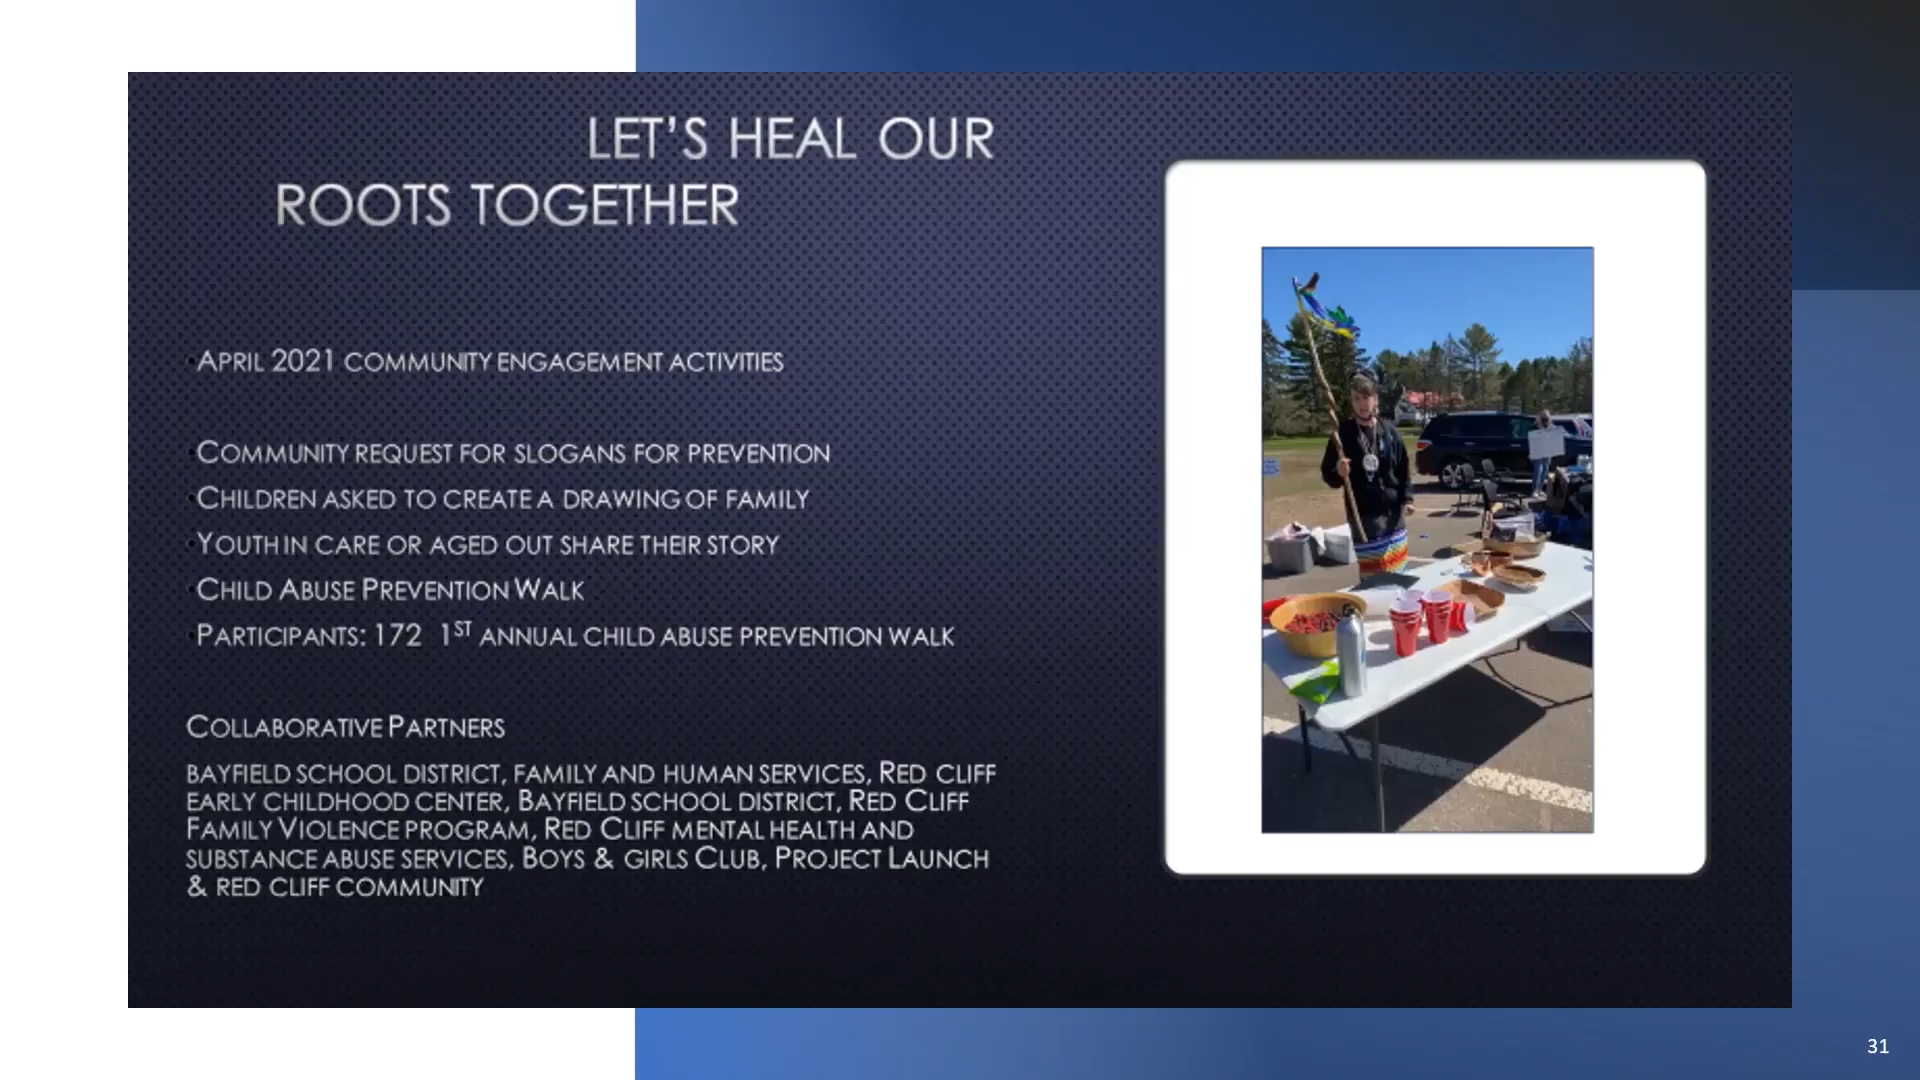 LET'S HEAL OUR
ROOTS TOGETHER
•APRIL 2021 COMMUNITY ENGAGEMENT ACTIVITIES
•COMMUNITY REQUEST FOR SLOGANS FOR PREVENTION
•CHILDREN ASKED TO CREATE A DRAWING OF FAMILY
•YOUTH IN CARE OR AGED OUT SHARE THEIR STORY
•CHILD ABUSE PREVENTION WALK
•PARTICIPANTS: 172 1ST ANNUAL CHILD ABUSE PREVENTION WALK
COLLABORATIVE PARTNERS
BAYFIELD SCHOOL DISTRICT, FAMILY AND HUMAN SERVICES, RED CLIFF
EARLY CHILDHOOD CENTER, BAYFIELD SCHOOL DISTRICT, RED CLIFF
FAMILY VIOLENCE PROGRAM, RED CLIFF MENTAL HEALTH AND
SUBSTANCE ABUSE SERVICES, BOYS & GIRLS CLUB, PROJECT LAUNCH
& RED CLIFF COMMUNITY
31